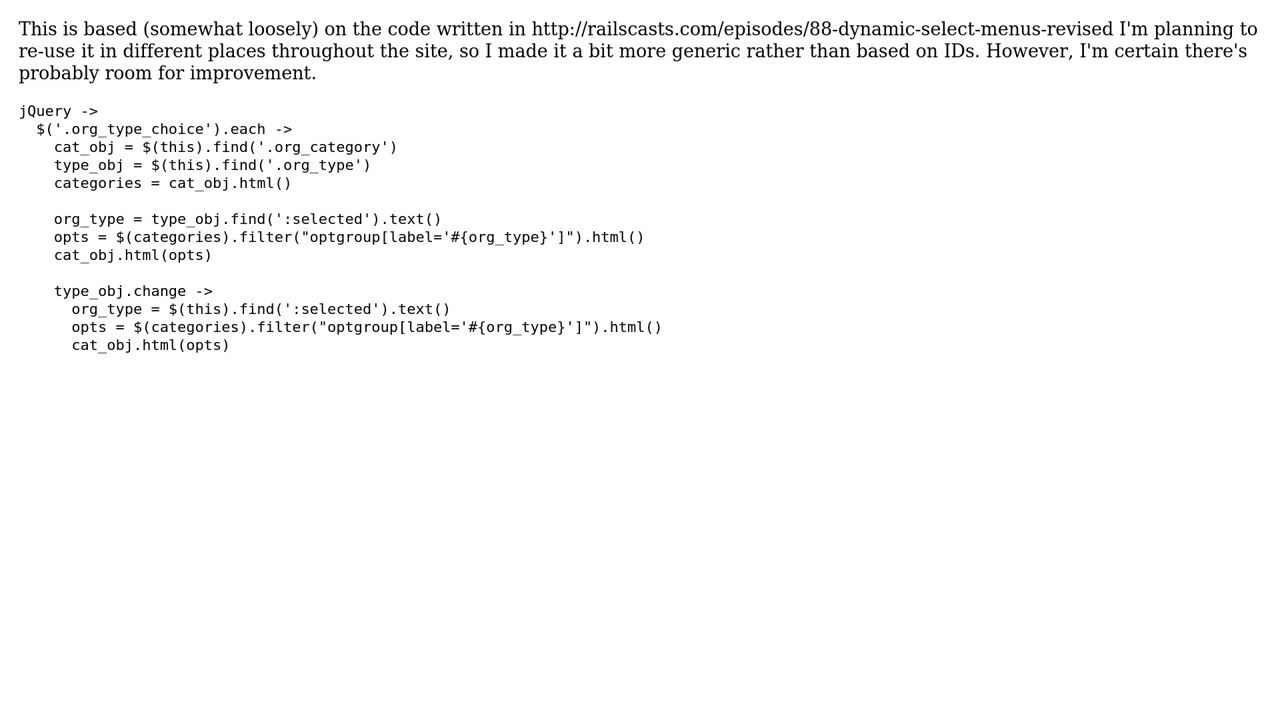 This is based (somewhat loosely) on the code written in http://railscasts.com/episodes/88-dynamic-select-menus-revised I'm planning to
re-use it in different places throughout the site, so I made it a bit more generic rather than based on IDs. However, I'm certain there's
probably room for improvement.
jQuery ->
  $('.org_type_choice').each ->
    cat_obj = $(this).find('.org_category')
    type_obj = $(this).find('.org_type')
    categories = cat_obj.html()

    org_type = type_obj.find(':selected').text()
    opts = $(categories).filter("optgroup[label='#{org_type}']").html()
    cat_obj.html(opts)

    type_obj.change ->
      org_type = $(this).find(':selected').text()
      opts = $(categories).filter("optgroup[label='#{org_type}']").html()
      cat_obj.html(opts)